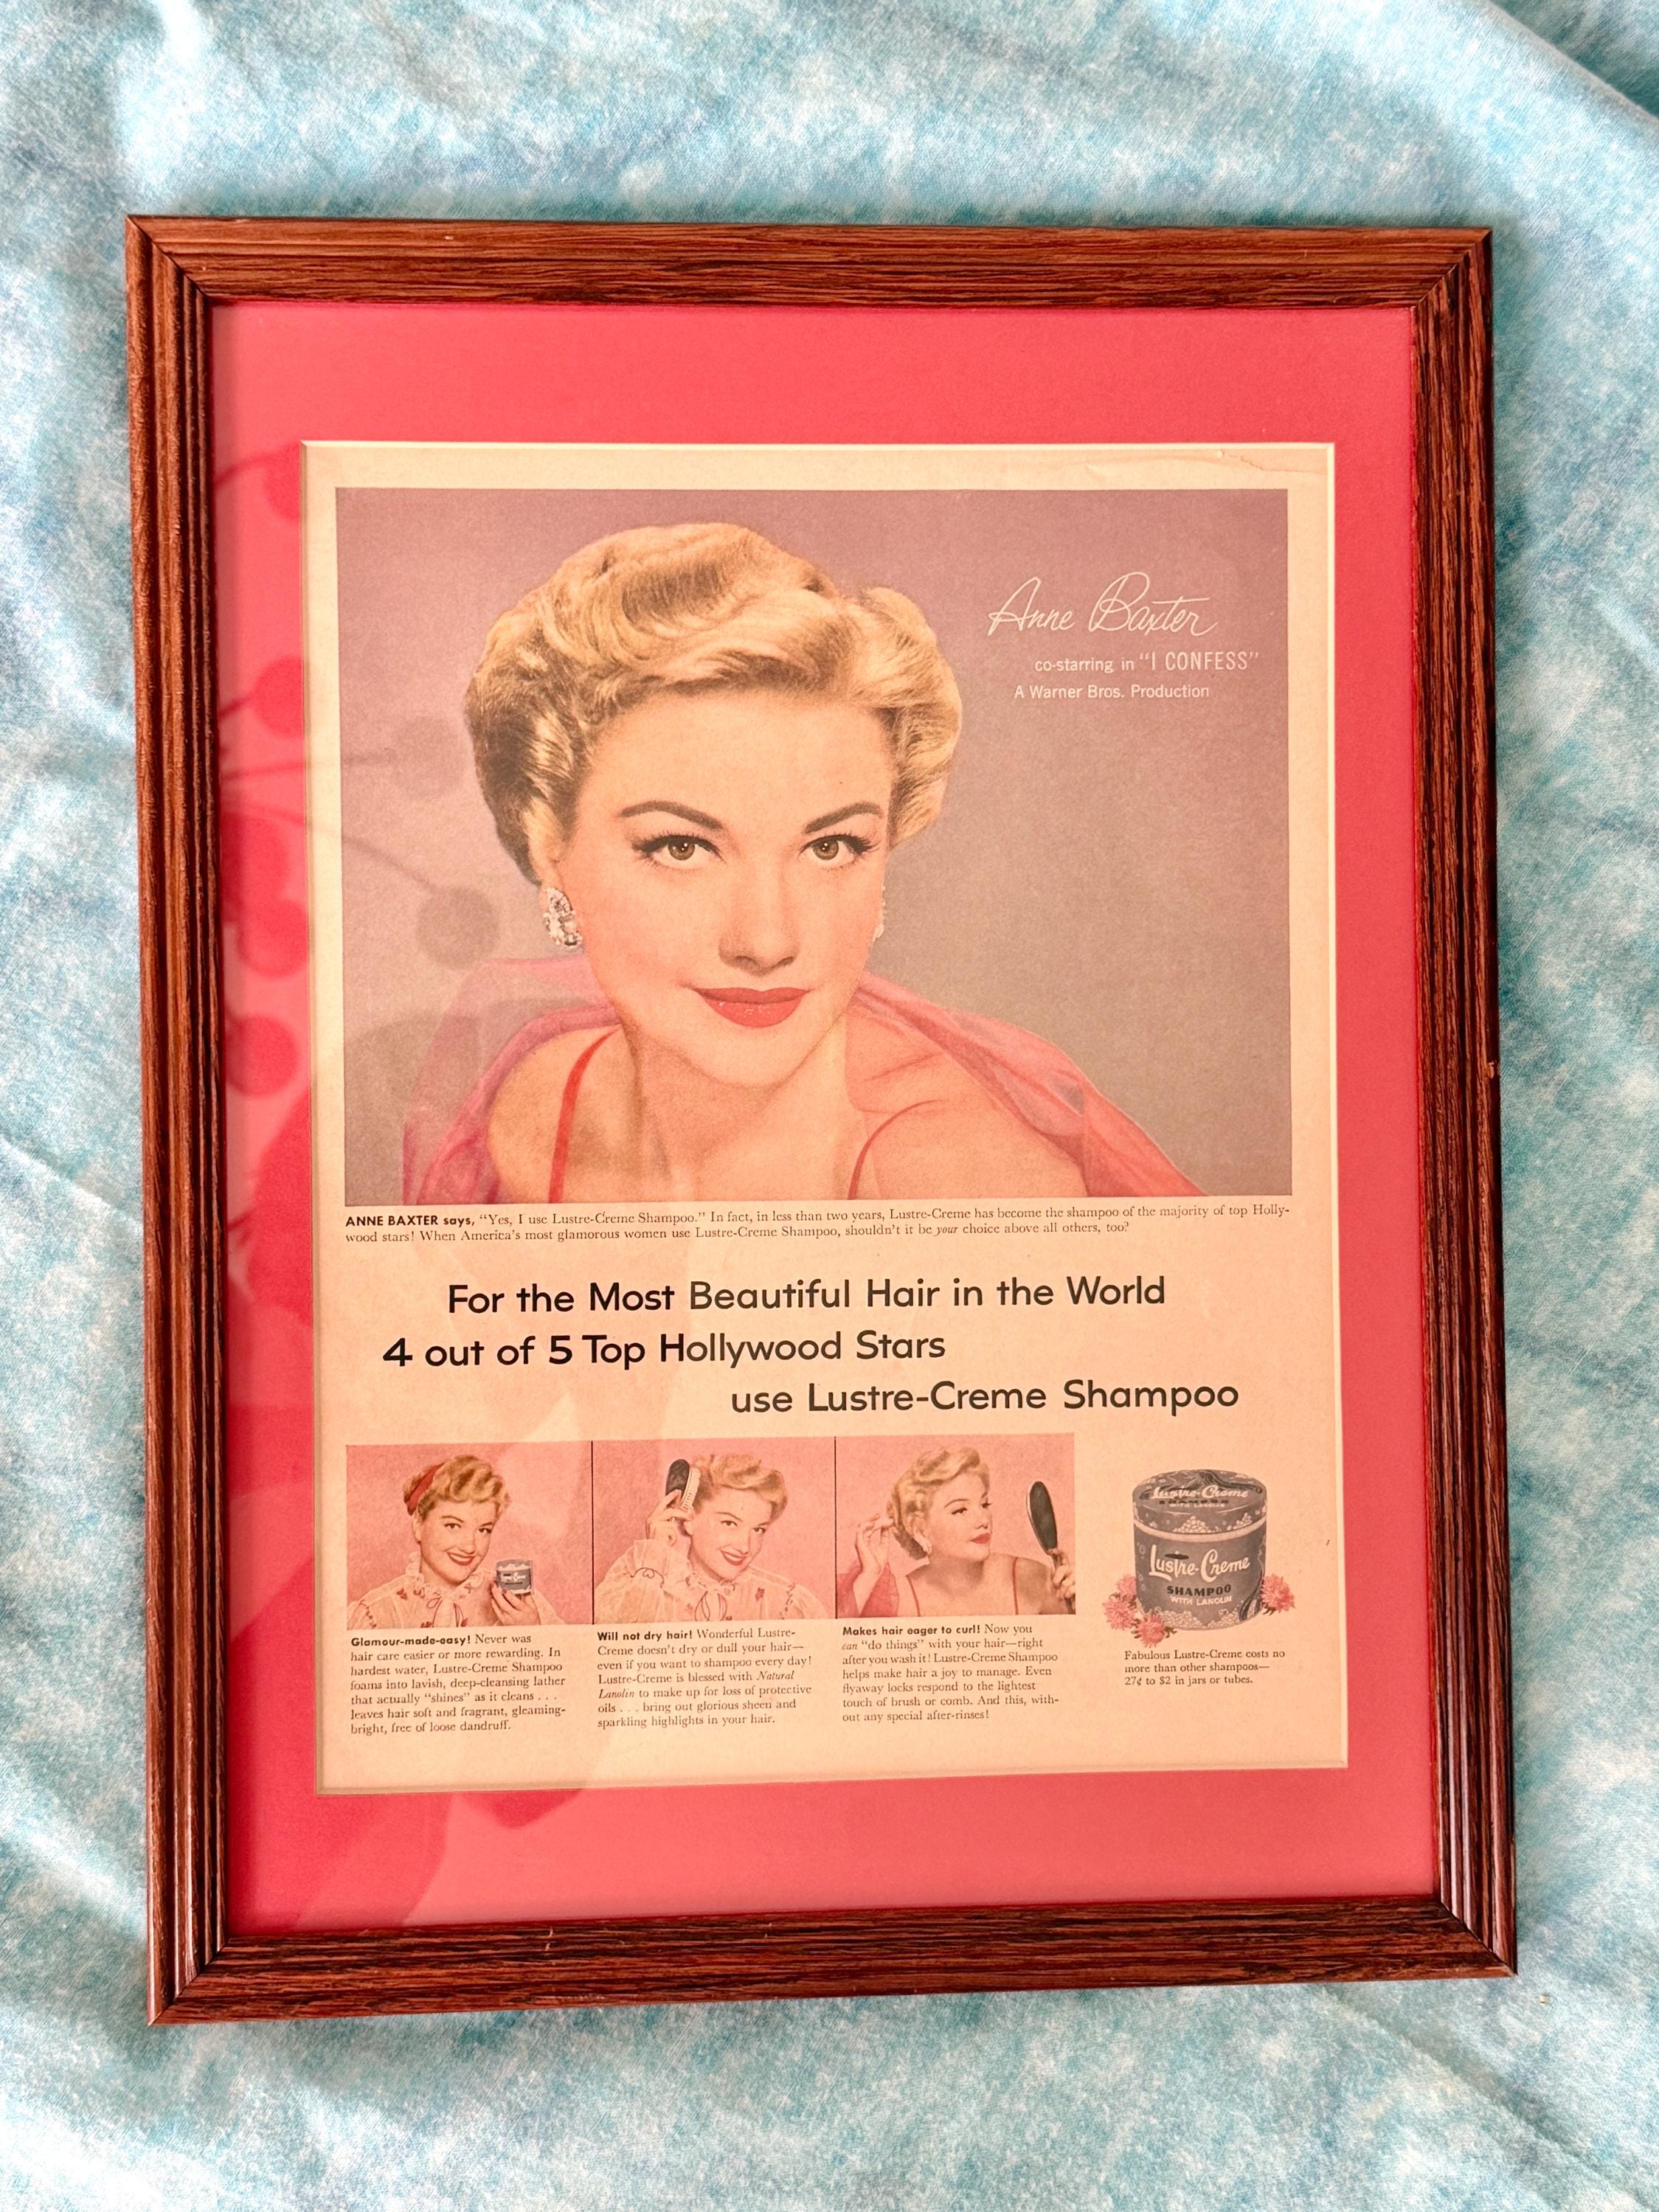 Anne Baxter
co-starring in "I CONFESS"
A Warner Bros. Production
ANNE BAXTER says, "Yes, I use Lustre-Creme Shampoo." In fact, in less than two years, Lustre-Creme has become the shampoo of the majority of top Holly-
wood stars! When America's most glamorous women use Lustre-Creme Shampoo, shouldn't it be your choice above all others, too?
For the Most Beautiful Hair in the World
4 out of 5 Top Hollywood Stars
use Lustre-Creme Shampoo
Glamour-made-easy! Never was
hair care easier or more rewarding. In
hardest water, Lustre-Creme Shampoo
foams into lavish, deep-cleansing lather
that actually "shines" as it cleans . . .
leaves hair soft and fragrant, gleaming-
bright, free of loose dandruff.
Will not dry hair! Wonderful Lustre-
Creme doesn't dry or dull your hair—
even if you want to shampoo every day!
Lustre-Creme is blessed with Natural
Lanolin to make up for loss of protective
oils . . . bring out glorious sheen and
sparkling highlights in your hair.
Makes hair eager to curl! Now you
can "do things" with your hair—right
after you wash it! Lustre-Creme Shampoo
helps make hair a joy to manage. Even
flyaway locks respond to the lightest
touch of brush or comb. And this, with-
out any special after-rinses!
Lustre-Creme
SHAMPOO
WITH LANOLIN
Lustre-Creme
SHAMPOO
WITH LANOLIN
Fabulous Lustre-Creme costs no
more than other shampoos—
27¢ to $2 in jars or tubes.